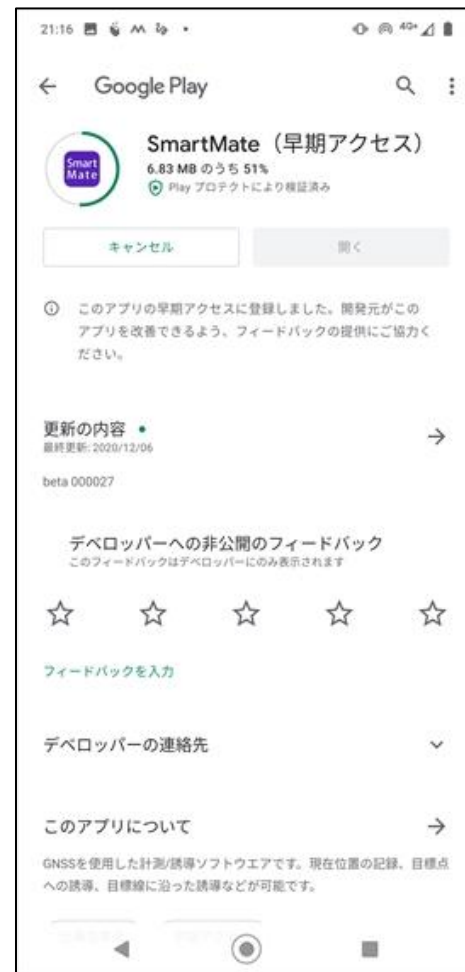 21:16
4G+
Google Play
Smart
Mate
SmartMate（早期アクセス）
6.83 MB のうち 51%
Play プロテクトにより検証済み
キャンセル
開く
このアプリの早期アクセスに登録しました。開発元がこの
アプリを改善できるよう、フィードバックの提供にご協力く
ださい。
更新の内容
最終更新: 2020/12/06
beta 000027
デベロッパーへの非公開のフィードバック
このフィードバックはデベロッパーにのみ表示されます
フィードバックを入力
デベロッパーの連絡先
このアプリについて
GNSSを使用した計測/誘導ソフトウエアです。現在位置の記録、目標点
への誘導、目標線に沿った誘導などが可能です。